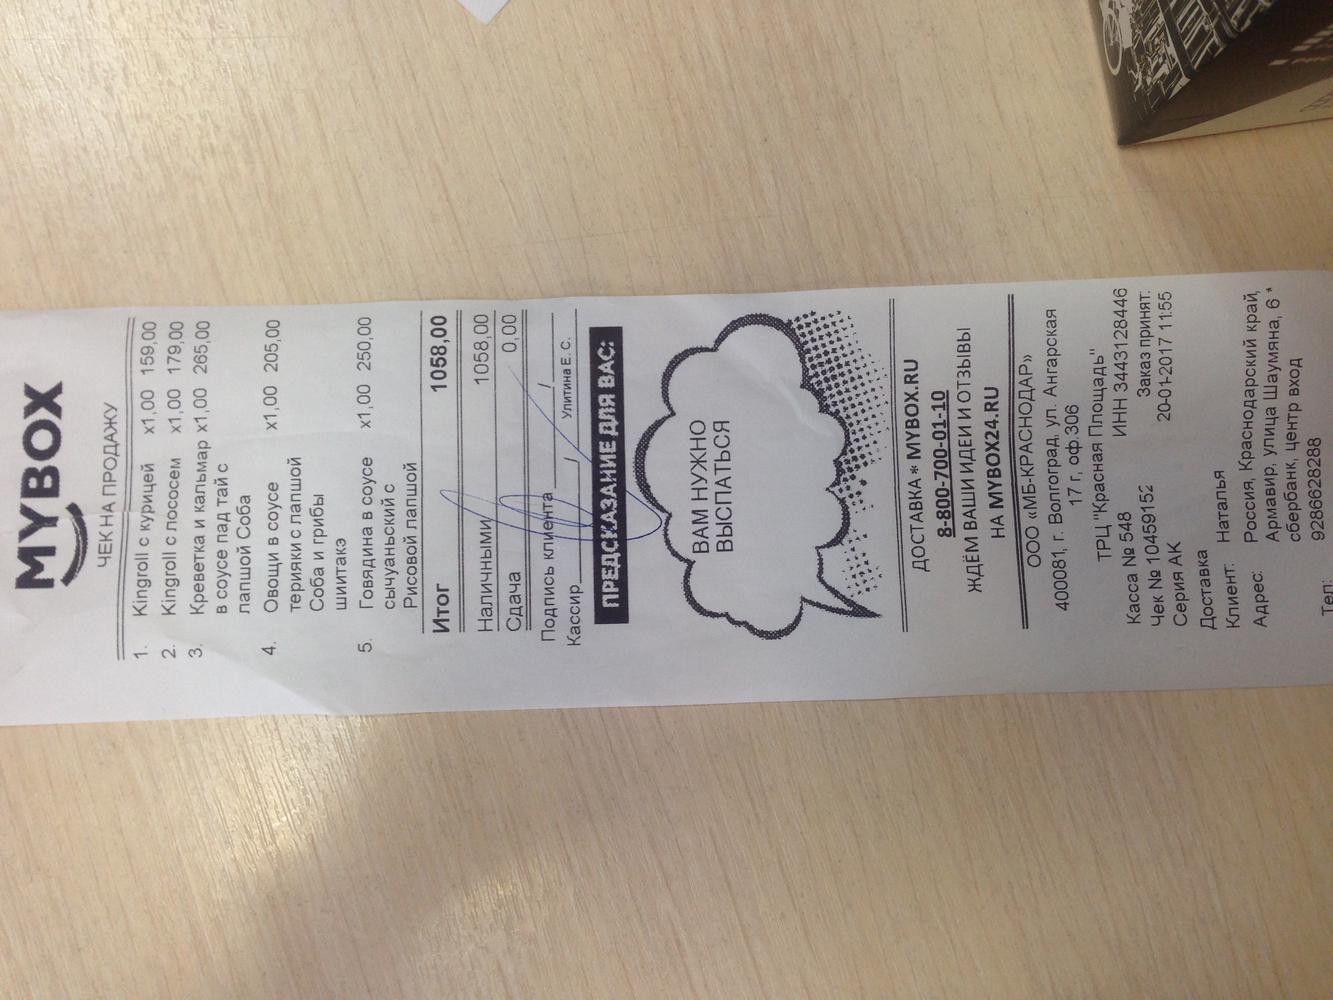 MYBOX
ЧЕК НА ПРОДАЖУ
1. Kingroll с курицей x1,00 159,00
2. Kingroll с лососем x1,00 179,00
3. Креветка и кальмар x1,00 265,00
в соусе пад тай с
лапшой Соба
4. Овощи в соусе x1,00 205,00
терияки с лапшой
Соба и грибы
шиитакэ
5. Говядина в соусе x1,00 250,00
сычуаньский с
Рисовой лапшой
Итог 1058,00
Наличными 1058,00
Сдача 0,00
Подпись клиента ______/______/
Кассир______/ Улитина Е. С.
ПРЕДСКАЗАНИЕ ДЛЯ ВАС:
ВАМ НУЖНО
ВЫСПАТЬСЯ
ДОСТАВКА * MYBOX.RU
8-800-700-01-10
ЖДЁМ ВАШИ ИДЕИ И ОТЗЫВЫ
НА MYBOX24.RU
ООО «МБ-КРАСНОДАР»
400081, г. Волгоград, ул. Ангарская
17 г, оф 306
ТРЦ "Красная Площадь"
Касса № 548 ИНН 3443128446
Чек № 10459152 Заказ принят:
Серия АК 20-01-2017 11:55
Доставка
Клиент: Наталья
Адрес: Россия, Краснодарский край,
Армавир, улица Шаумяна, 6 *
сбербанк, центр вход
Тел: 9286628288